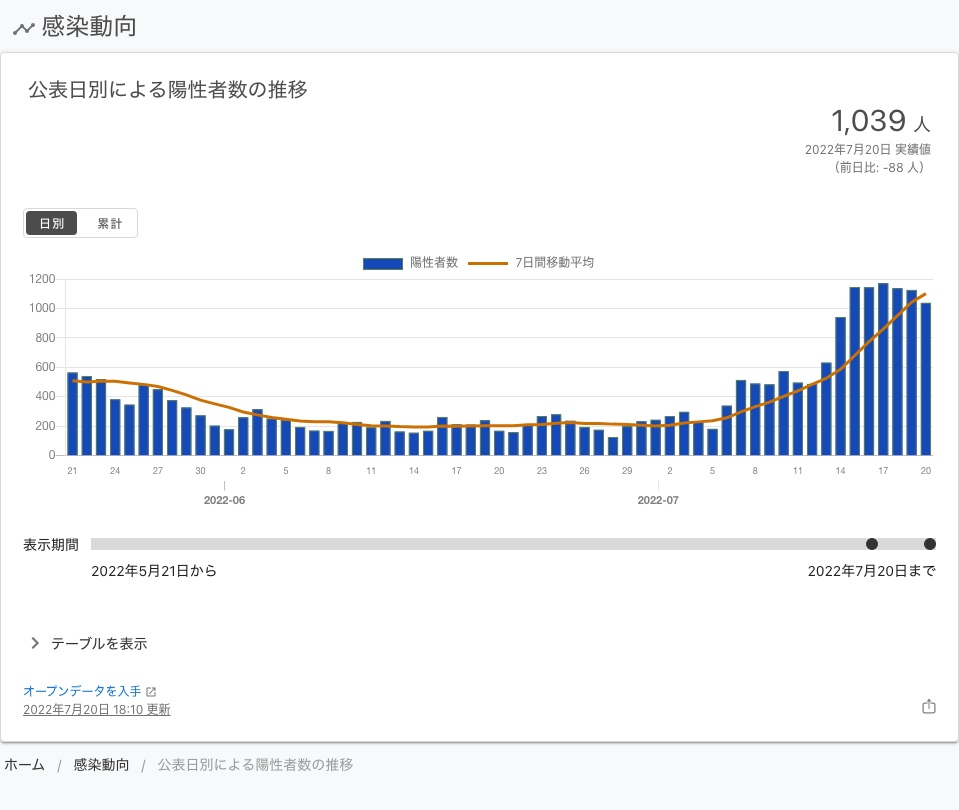 感染動向
公表日別による陽性者数の推移
1,039 人
2022年7月20日 実績値
（前日比: -88 人）
日別 累計
陽性者数 7日間移動平均
1200
1000
800
600
400
200
0
21 24 27 30 2 5 8 11 14 17 20 23 26 29 2 5 8 11 14 17 20
2022-06 2022-07
表示期間
2022年5月21日から 2022年7月20日まで
テーブルを表示
オープンデータを入手
2022年7月20日 18:10 更新
ホーム / 感染動向 / 公表日別による陽性者数の推移